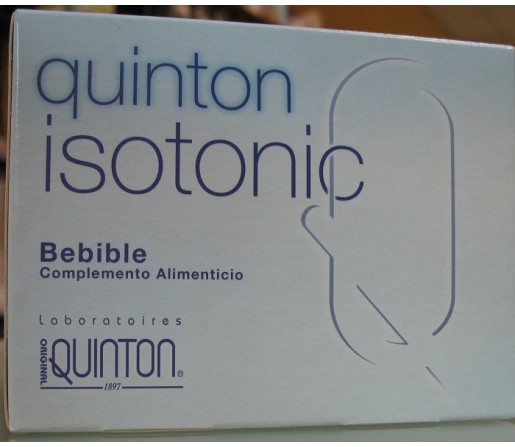 quinton
isotonic
Bebible
Complemento Alimenticio
Laboratoires
ORIGINAL
QUINTON®
1897